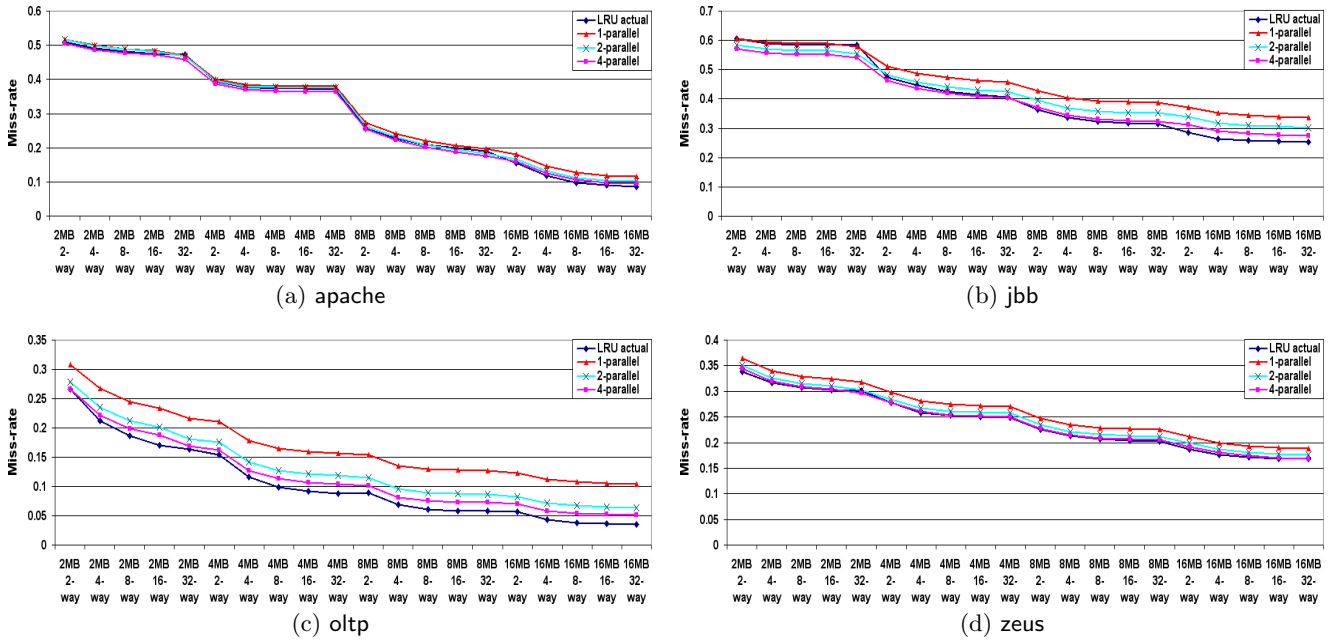 LRU actual
1-parallel
2-parallel
4-parallel
Miss-rate
0.6
0.5
0.4
0.3
0.2
0.1
0
2MB 2MB 2MB 2MB 2MB 4MB 4MB 4MB 4MB 4MB 8MB 8MB 8MB 8MB 8MB 16MB 16MB 16MB 16MB 16MB
2- 4- 8- 16- 32- 2- 4- 8- 16- 32- 2- 4- 8- 16- 32- 2- 4- 8- 16- 32-
way way way way way way way way way way way way way way way way way way way way
(a) apache
LRU actual
1-parallel
2-parallel
4-parallel
Miss-rate
0.7
0.6
0.5
0.4
0.3
0.2
0.1
0
2MB 2MB 2MB 2MB 2MB 4MB 4MB 4MB 4MB 4MB 8MB 8MB 8MB 8MB 8MB 16MB 16MB 16MB 16MB 16MB
2- 4- 8- 16- 32- 2- 4- 8- 16- 32- 2- 4- 8- 16- 32- 2- 4- 8- 16- 32-
way way way way way way way way way way way way way way way way way way way way
(b) jbb
LRU actual
1-parallel
2-parallel
4-parallel
Miss-rate
0.35
0.3
0.25
0.2
0.15
0.1
0.05
0
2MB 2MB 2MB 2MB 2MB 4MB 4MB 4MB 4MB 4MB 8MB 8MB 8MB 8MB 8MB 16MB 16MB 16MB 16MB 16MB
2- 4- 8- 16- 32- 2- 4- 8- 16- 32- 2- 4- 8- 16- 32- 2- 4- 8- 16- 32-
way way way way way way way way way way way way way way way way way way way way
(c) oltp
LRU actual
1-parallel
2-parallel
4-parallel
Miss-rate
0.4
0.35
0.3
0.25
0.2
0.15
0.1
0.05
0
2MB 2MB 2MB 2MB 2MB 4MB 4MB 4MB 4MB 4MB 8MB 8MB 8MB 8MB 8MB 16MB 16MB 16MB 16MB 16MB
2- 4- 8- 16- 32- 2- 4- 8- 16- 32- 2- 4- 8- 16- 32- 2- 4- 8- 16- 32-
way way way way way way way way way way way way way way way way way way way way
(d) zeus